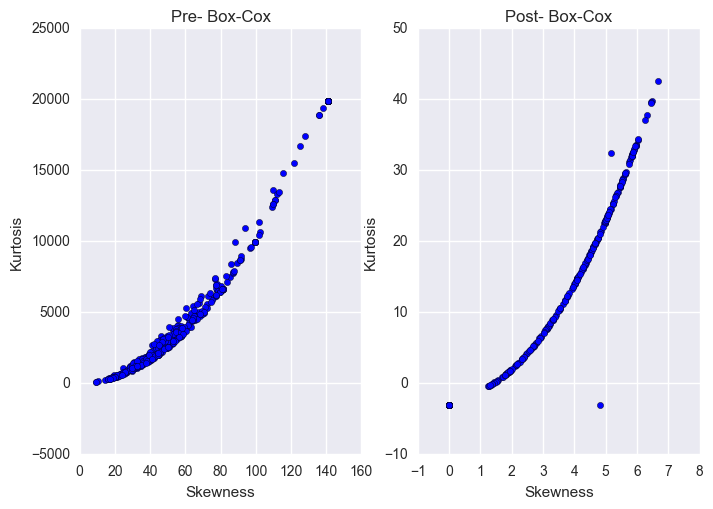 Pre- Box-Cox
Post- Box-Cox
25000
20000
15000
10000
5000
0
−5000
Kurtosis
0 20 40 60 80 100 120 140 160
Skewness
50
40
30
20
10
0
−10
Kurtosis
−1 0 1 2 3 4 5 6 7 8
Skewness